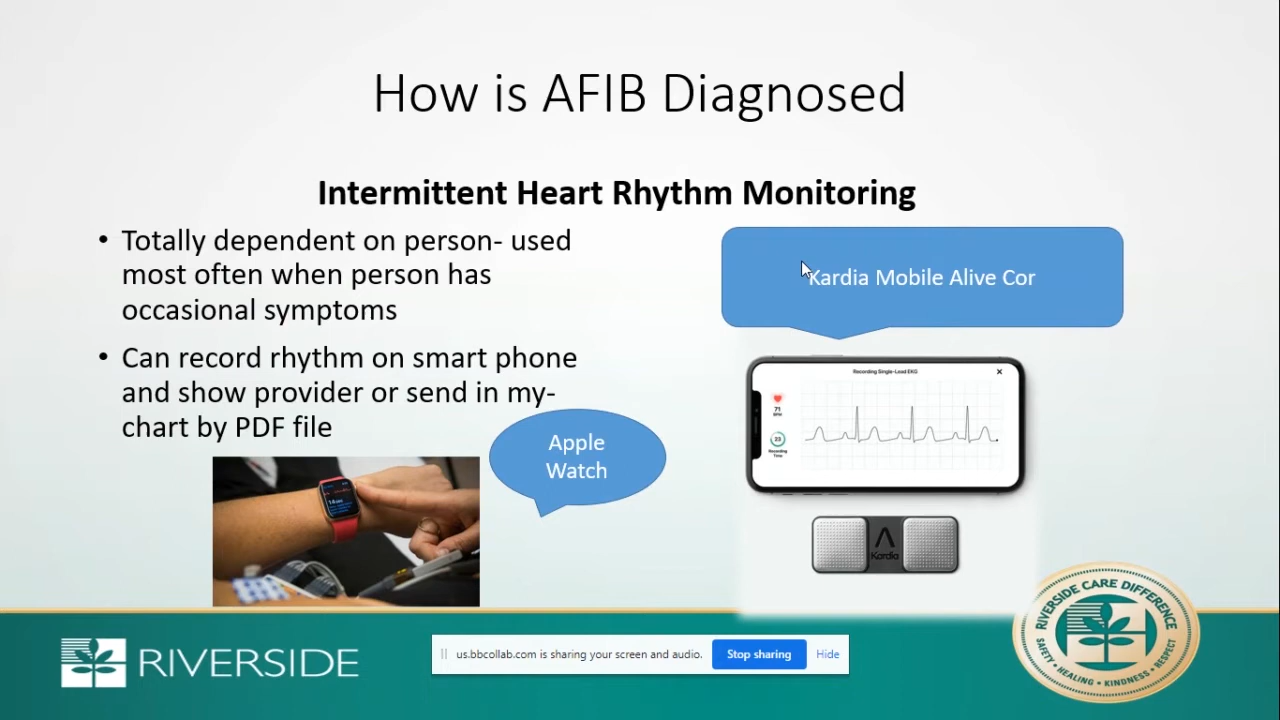 How is AFIB Diagnosed
Intermittent Heart Rhythm Monitoring
• Totally dependent on person- used
most often when person has
occasional symptoms
• Can record rhythm on smart phone
and show provider or send in my-
chart by PDF file
Apple
Watch
Kardia Mobile Alive Cor
Recording Single-Lead EKG
×
71
BPM
23
Recording
Time
Kardia
RIVERSIDE
us.bbcollab.com is sharing your screen and audio.
Stop sharing
Hide
RIVERSIDE CARE DIFFERENCE
SAFETY • HEALING • KINDNESS • RESPECT